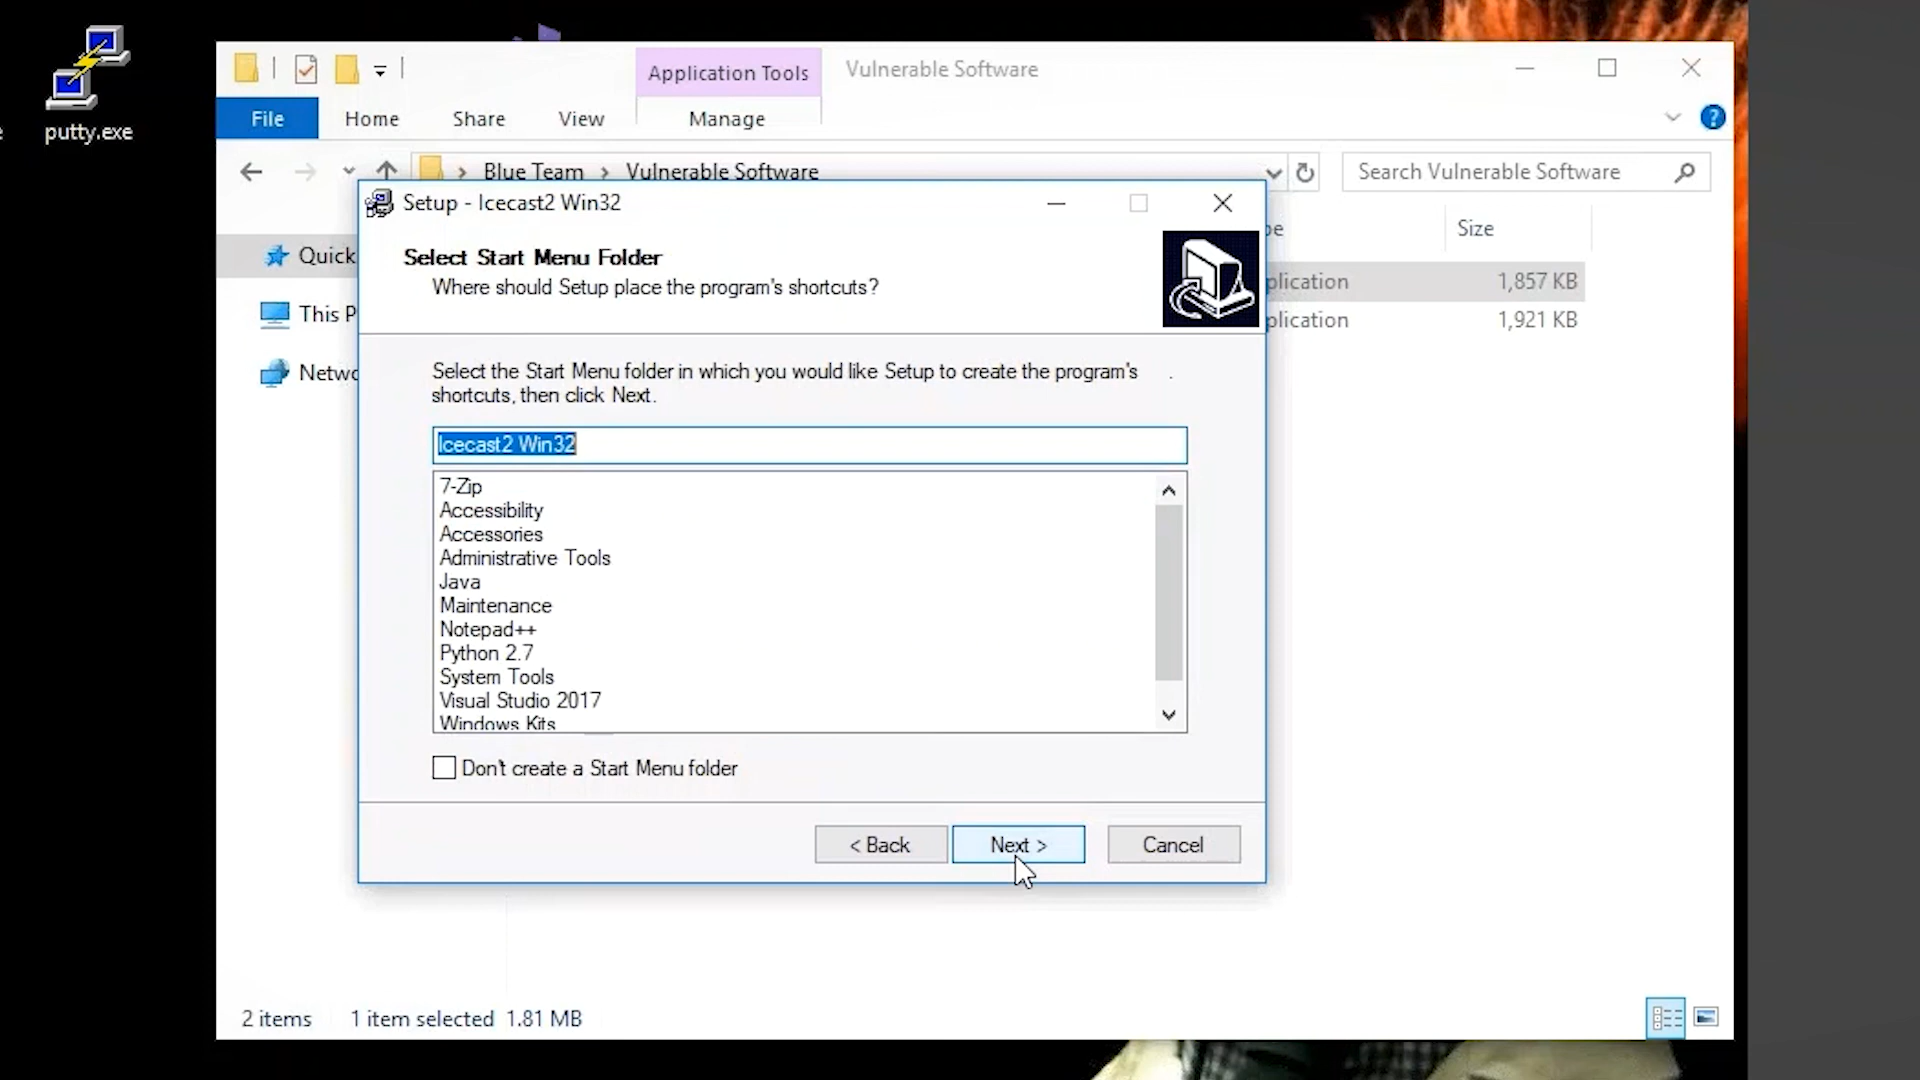 putty.exe
Application Tools
Vulnerable Software
File
Home
Share
View
Manage
Blue Team > Vulnerable Software
Search Vulnerable Software
Setup - Icecast2 Win32
Size
Select Start Menu Folder
Where should Setup place the program's shortcuts?
Quick
plication 1,857 KB
This P
plication 1,921 KB
Netwo
Select the Start Menu folder in which you would like Setup to create the program's
shortcuts, then click Next.
Icecast2 Win32
7-Zip
Accessibility
Accessories
Administrative Tools
Java
Maintenance
Notepad++
Python 2.7
System Tools
Visual Studio 2017
Windows Kits
Don't create a Start Menu folder
< Back
Next >
Cancel
2 items
1 item selected 1.81 MB